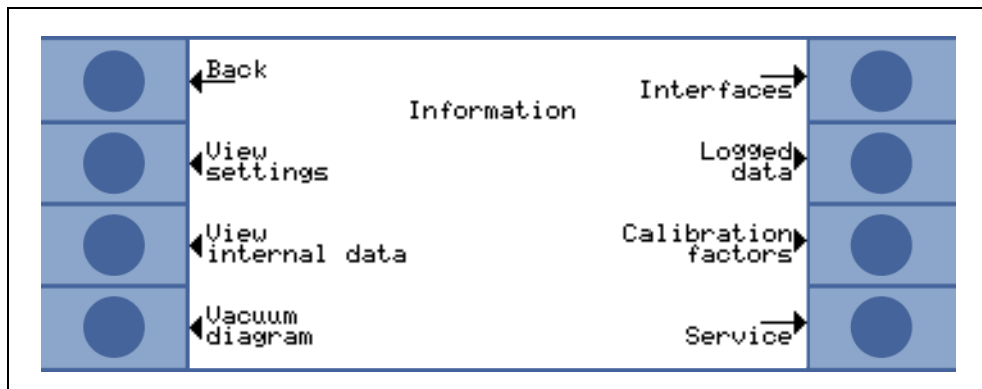 Back
Interfaces
Information
View
settings
Logged
data
View
internal data
Calibration
factors
Vacuum
diagram
Service